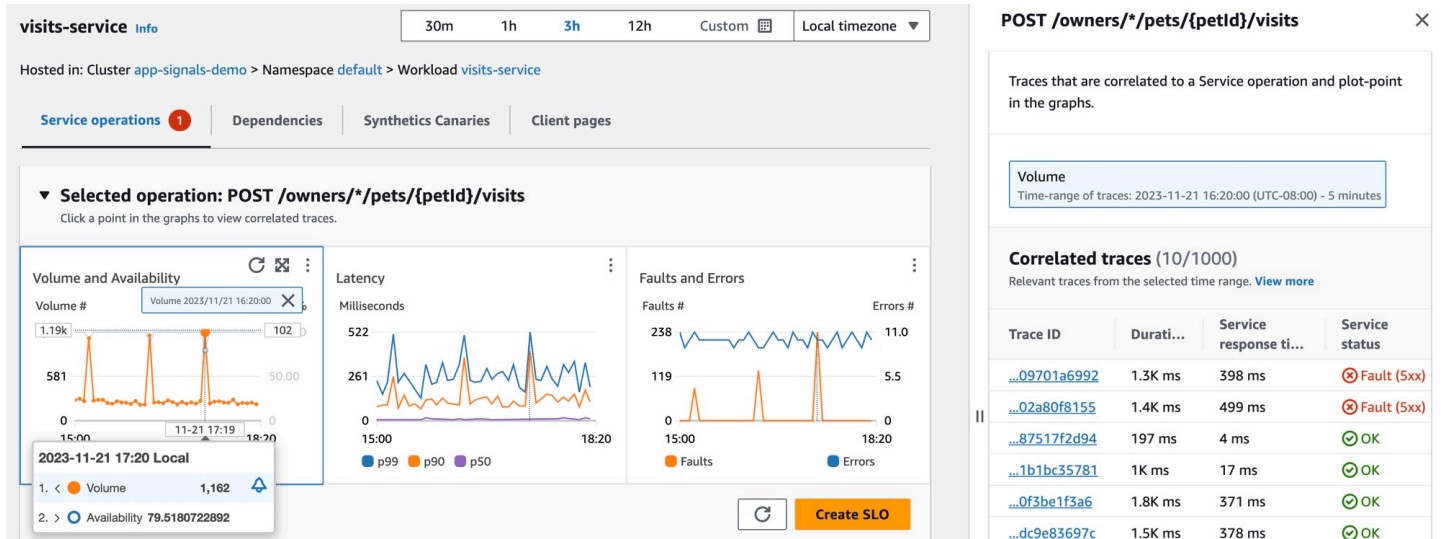 visits-service Info
30m 1h 3h 12h Custom Local timezone
Hosted in: Cluster app-signals-demo > Namespace default > Workload visits-service
Service operations 1 Dependencies Synthetics Canaries Client pages
Selected operation: POST /owners/*/pets/{petId}/visits
Click a point in the graphs to view correlated traces.
Volume and Availability
Volume #
Volume 2023/11/21 16:20:00
1.19k 102
581 50.00
0 0
15:00 11-21 17:19 18:20
2023-11-21 17:20 Local
1. < Volume 1,162
2. > Availability 79.5180722892
Latency
Milliseconds
522
261
0
15:00 18:20
p99 p90 p50
Faults and Errors
Faults # Errors #
238 11.0
119 5.5
0 0
15:00 18:20
Faults Errors
Create SLO
POST /owners/*/pets/{petId}/visits
Traces that are correlated to a Service operation and plot-point
in the graphs.
Volume
Time-range of traces: 2023-11-21 16:20:00 (UTC-08:00) - 5 minutes
Correlated traces (10/1000)
Relevant traces from the selected time range. View more
Trace ID Durati... Service response ti... Service status
...09701a6992 1.3K ms 398 ms Fault (5xx)
...02a80f8155 1.4K ms 499 ms Fault (5xx)
...87517f2d94 197 ms 4 ms OK
...1b1bc35781 1K ms 17 ms OK
...0f3be1f3a6 1.8K ms 371 ms OK
...dc9e83697c 1.5K ms 378 ms OK